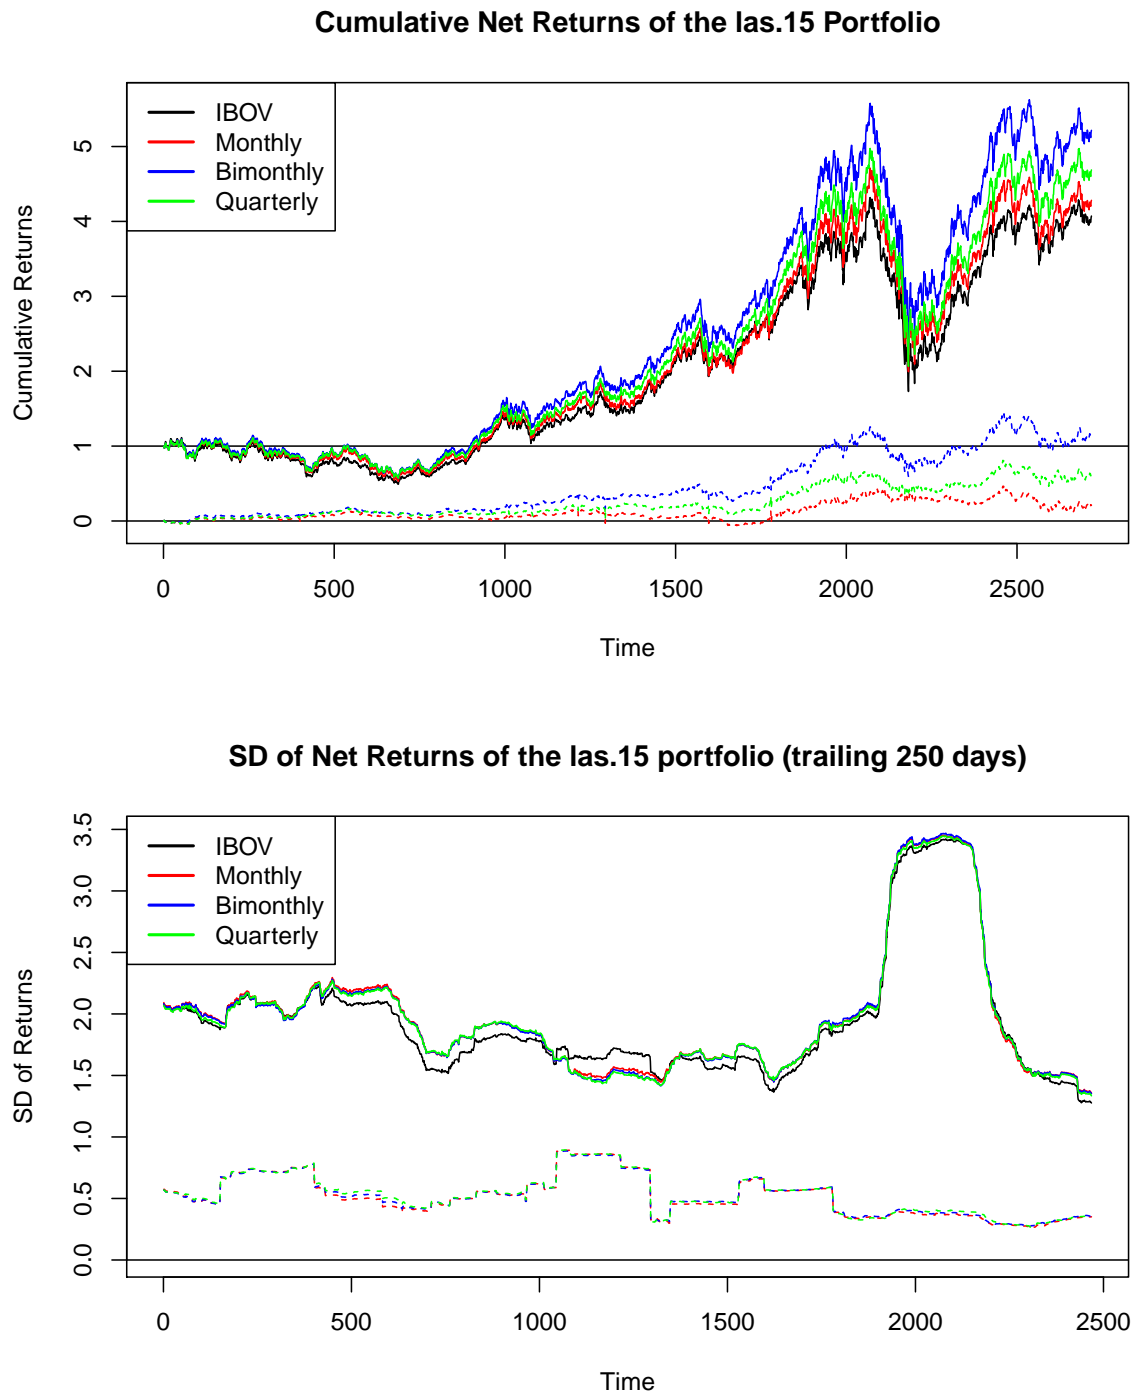 Cumulative Net Returns of the las.15 Portfolio
IBOV
Monthly
Bimonthly
Quarterly
Cumulative Returns
5
4
3
2
1
0
0 500 1000 1500 2000 2500
Time
SD of Net Returns of the las.15 portfolio (trailing 250 days)
IBOV
Monthly
Bimonthly
Quarterly
SD of Returns
3.5
3.0
2.5
2.0
1.5
1.0
0.5
0.0
0 500 1000 1500 2000 2500
Time